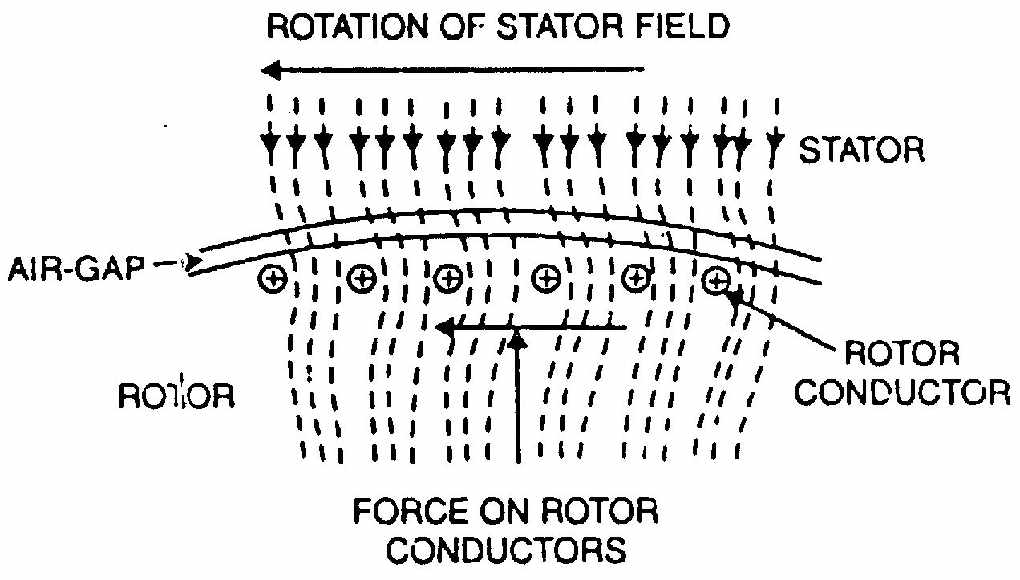 ROTATION OF STATOR FIELD
STATOR
AIR-GAP
ROTOR
CONDUCTOR
ROTOR
FORCE ON ROTOR
CONDUCTORS